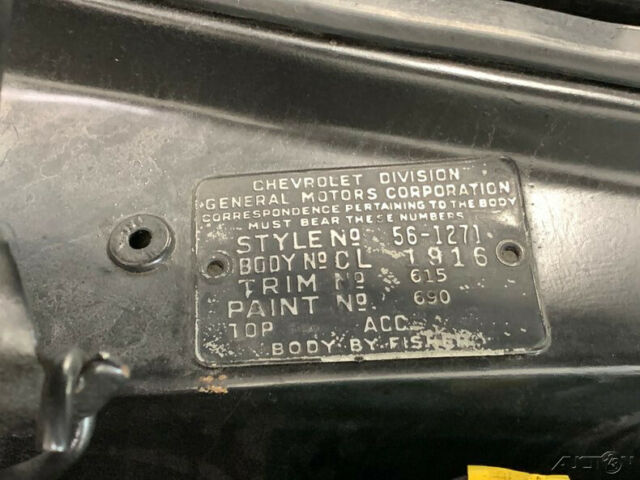 CHEVROLET DIVISION
GENERAL MOTORS CORPORATION
CORRESPONDENCE PERTAINING TO THE BODY
MUST BEAR THESE NUMBERS
STYLE No 56-1271
BODY No CL 1916
TRIM No 615
PAINT No. 690
TOP ACC
BODY BY FISHER
AUCTION